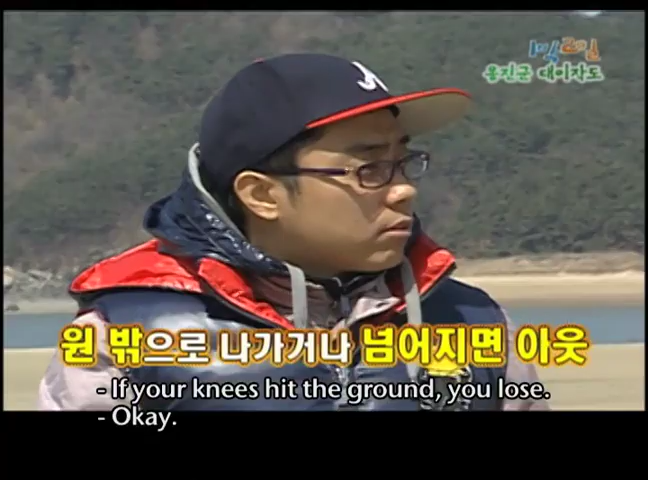 1박2일
옹진군 대이작도
원 밖으로 나가거나 넘어지면 아웃
- If your knees hit the ground, you lose.
- Okay.